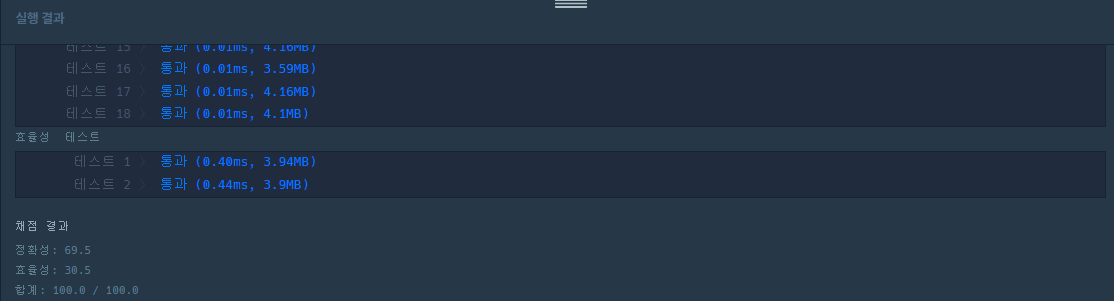 실행 결과
테스트 15 〉 통과 (0.01ms, 4.16MB)
테스트 16 〉 통과 (0.01ms, 3.59MB)
테스트 17 〉 통과 (0.01ms, 4.16MB)
테스트 18 〉 통과 (0.01ms, 4.1MB)
효율성 테스트
테스트 1 〉 통과 (0.40ms, 3.94MB)
테스트 2 〉 통과 (0.44ms, 3.9MB)
채점 결과
정확성: 69.5
효율성: 30.5
합계: 100.0 / 100.0